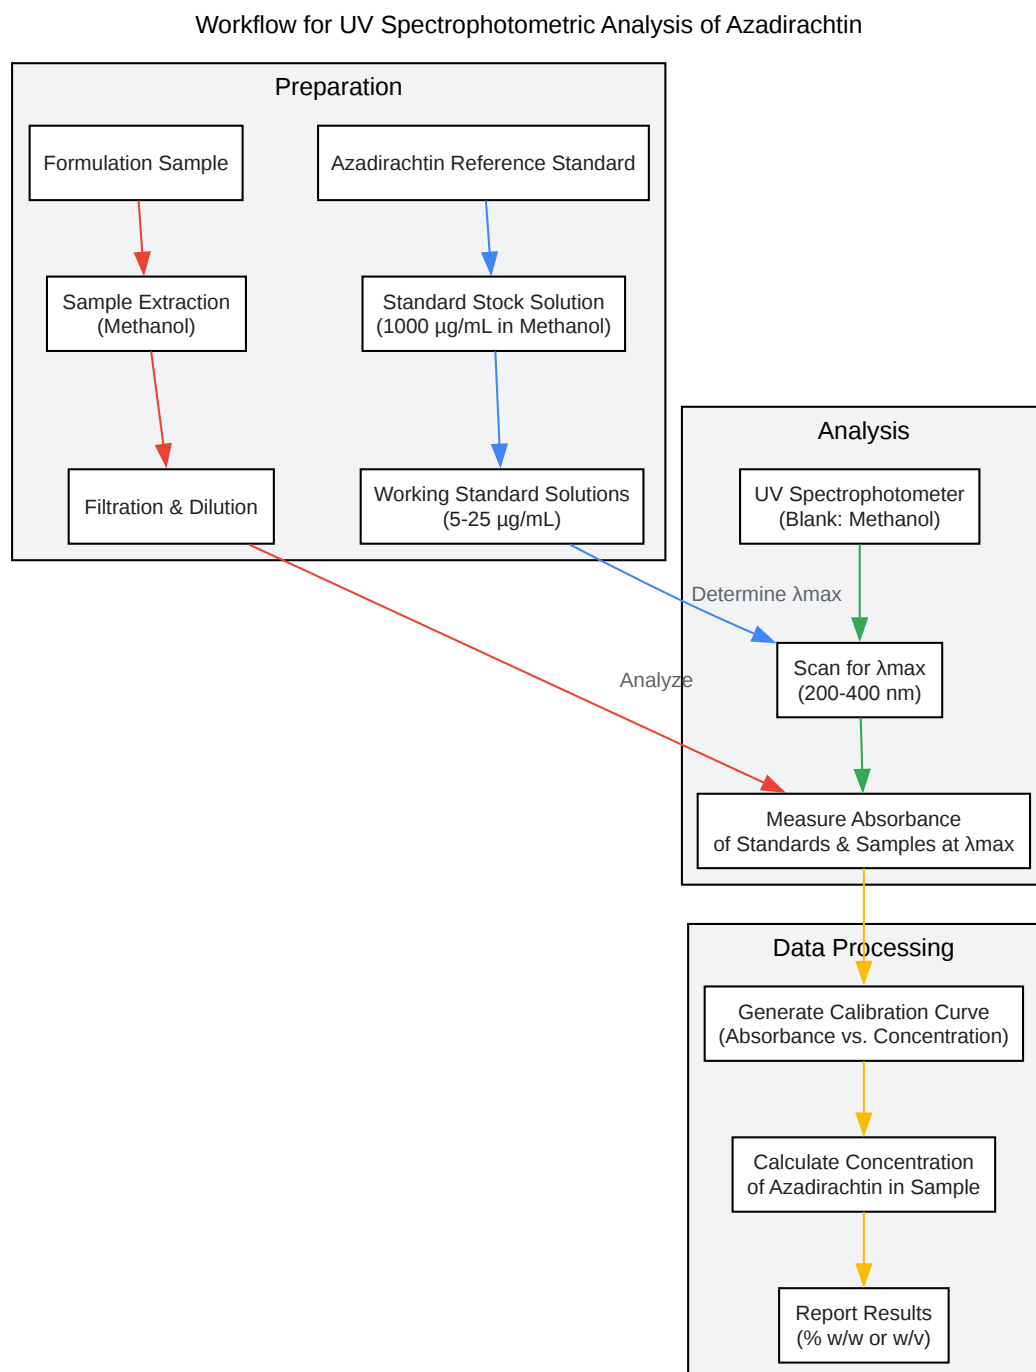 Workflow for UV Spectrophotometric Analysis of Azadirachtin
Preparation
Formulation Sample
Azadirachtin Reference Standard
Sample Extraction
(Methanol)
Standard Stock Solution
(1000 µg/mL in Methanol)
Filtration & Dilution
Working Standard Solutions
(5-25 µg/mL)
Analysis
UV Spectrophotometer
(Blank: Methanol)
Determine λmax
Scan for λmax
(200-400 nm)
Analyze
Measure Absorbance
of Standards & Samples at λmax
Data Processing
Generate Calibration Curve
(Absorbance vs. Concentration)
Calculate Concentration
of Azadirachtin in Sample
Report Results
(% w/w or w/v)